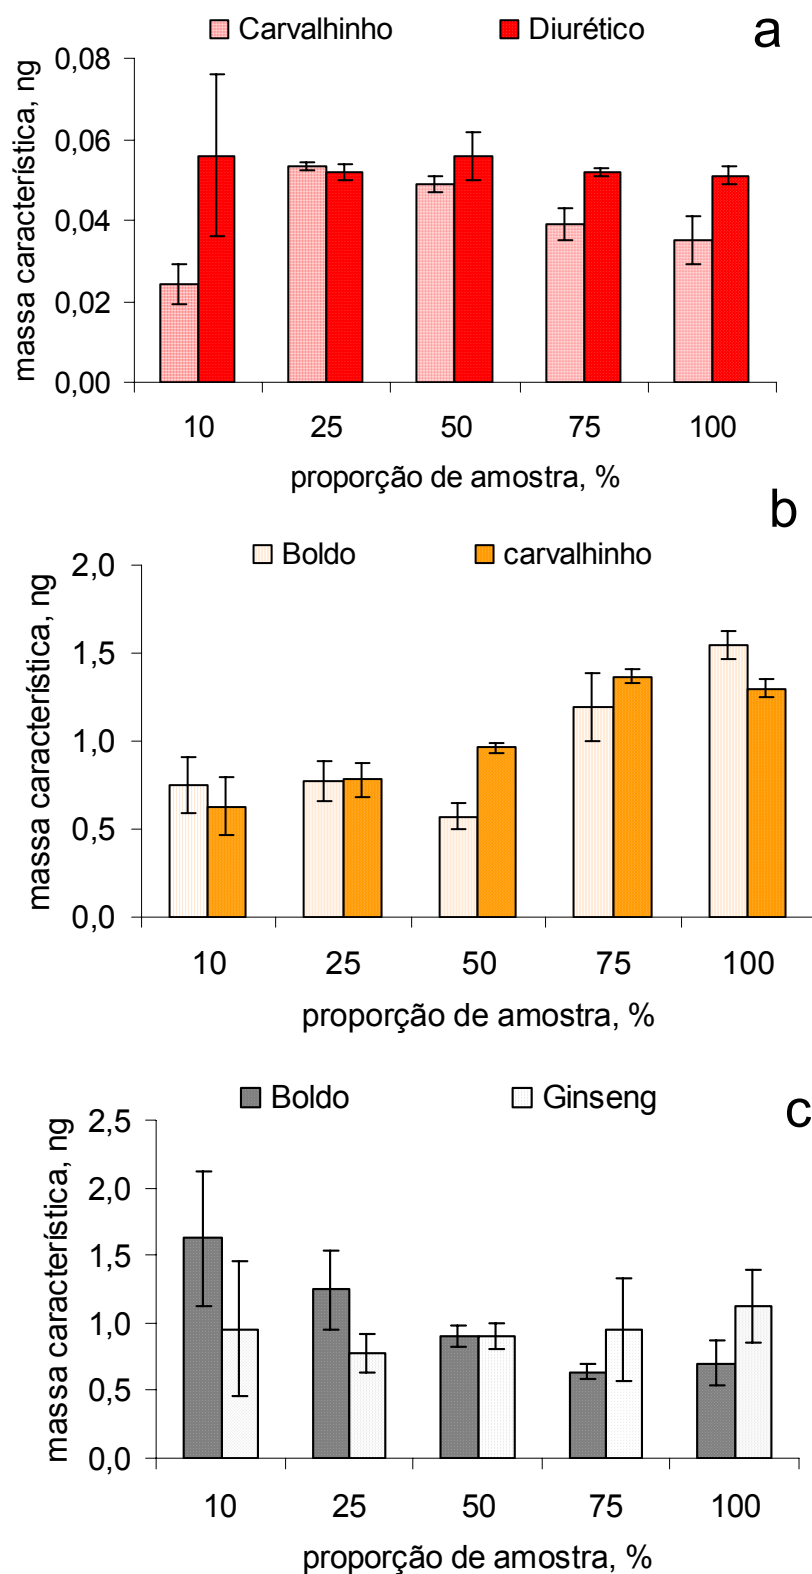 Carvalhinho Diurético a
massa característica, ng
0,08
0,06
0,04
0,02
0,00
10 25 50 75 100
proporção de amostra, %
b
Boldo carvalhinho
massa característica, ng
2,0
1,5
1,0
0,5
0,0
10 25 50 75 100
proporção de amostra, %
Boldo Ginseng c
massa característica, ng
2,5
2,0
1,5
1,0
0,5
0,0
10 25 50 75 100
proporção de amostra, %